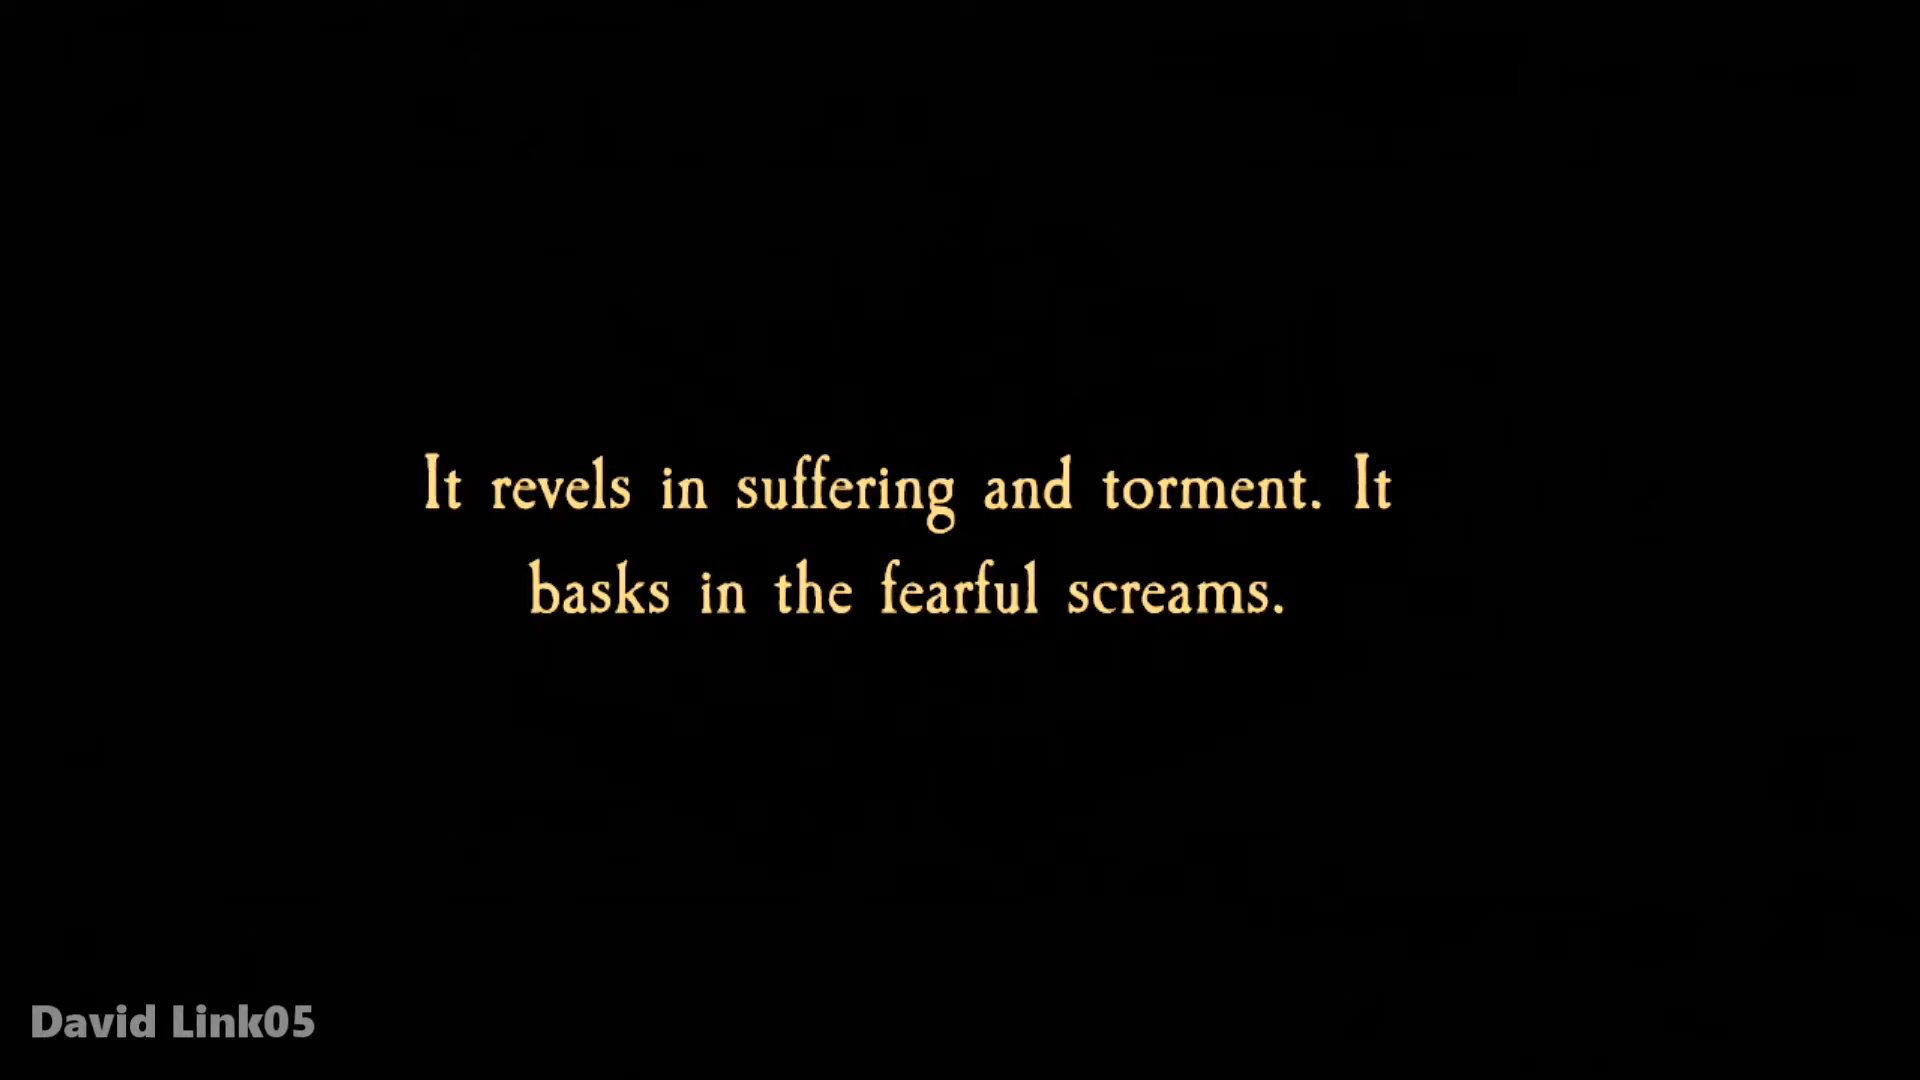 It revels in suffering and torment. It
basks in the fearful screams.
David Link05